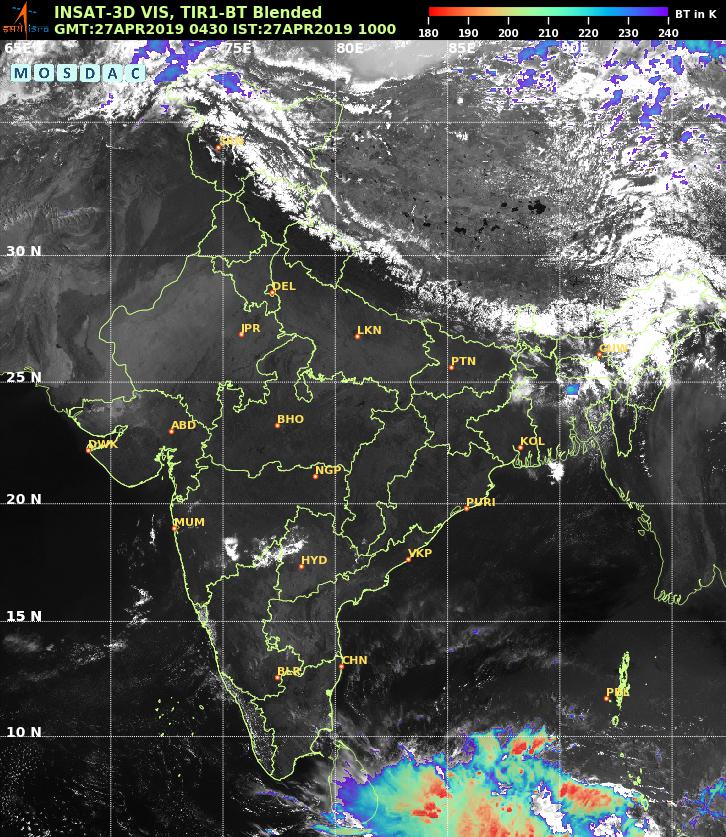 INSAT-3D VIS, TIR1-BT Blended
GMT:27APR2019 0430 IST:27APR2019 1000
BT in K
180 190 200 210 220 230 240
65E 70E 75E 80E 85E 90E
MOSDAC
30 N
DEL
JPR
LKN
PTN
25 N
ABD
BHO
DWK
KOL
NGP
20 N
PURI
MUM
VKP
HYD
15 N
CHN
BLR
10 N